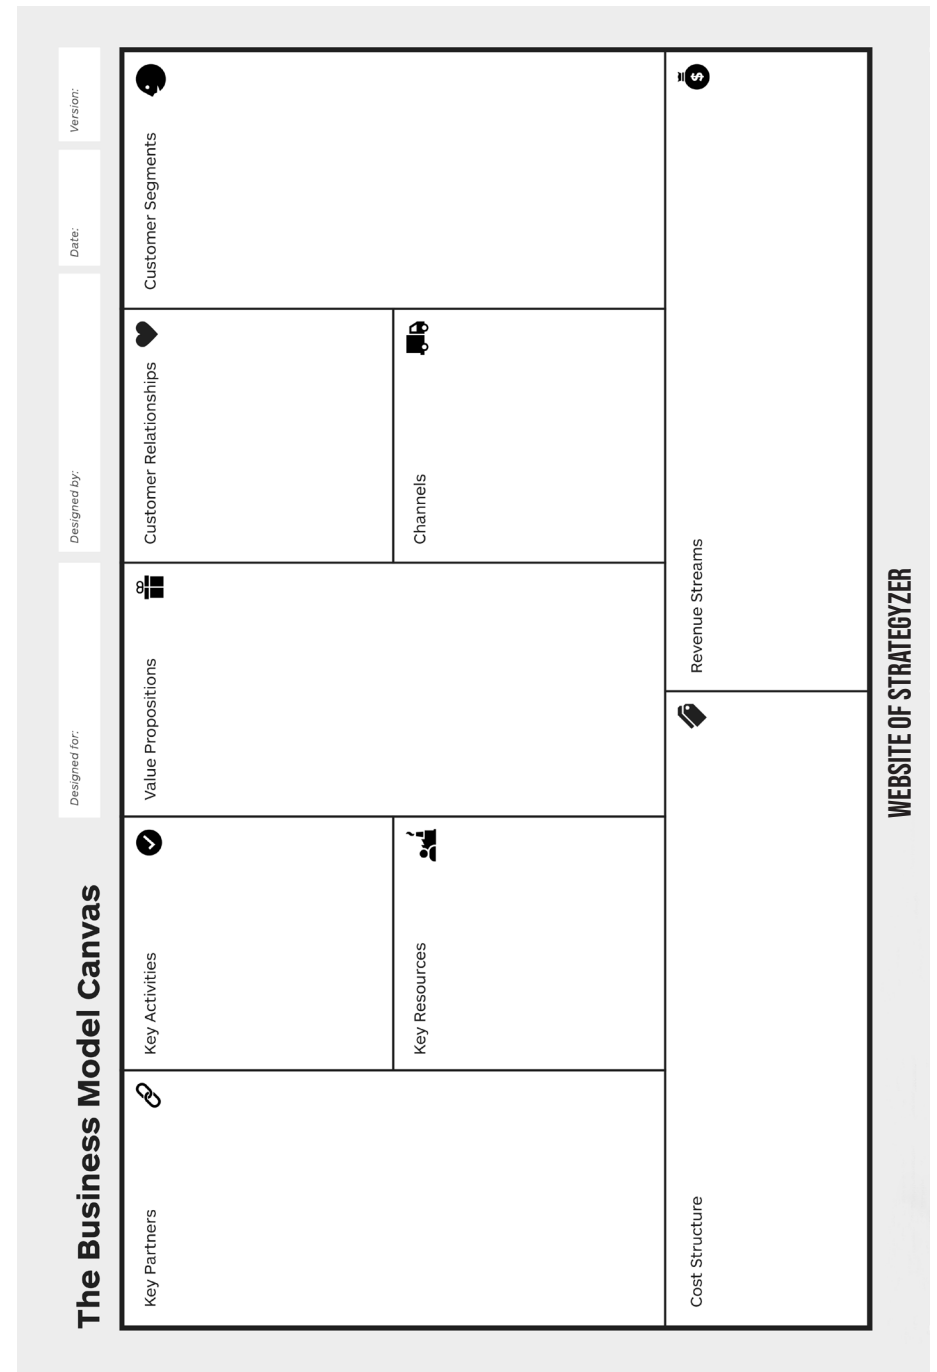 The Business Model Canvas
Designed for:
Designed by:
Date:
Version:
Key Partners
Key Activities
Key Resources
Value Propositions
Customer Relationships
Channels
Customer Segments
Cost Structure
Revenue Streams
$
WEBSITE OF STRATEGYZER